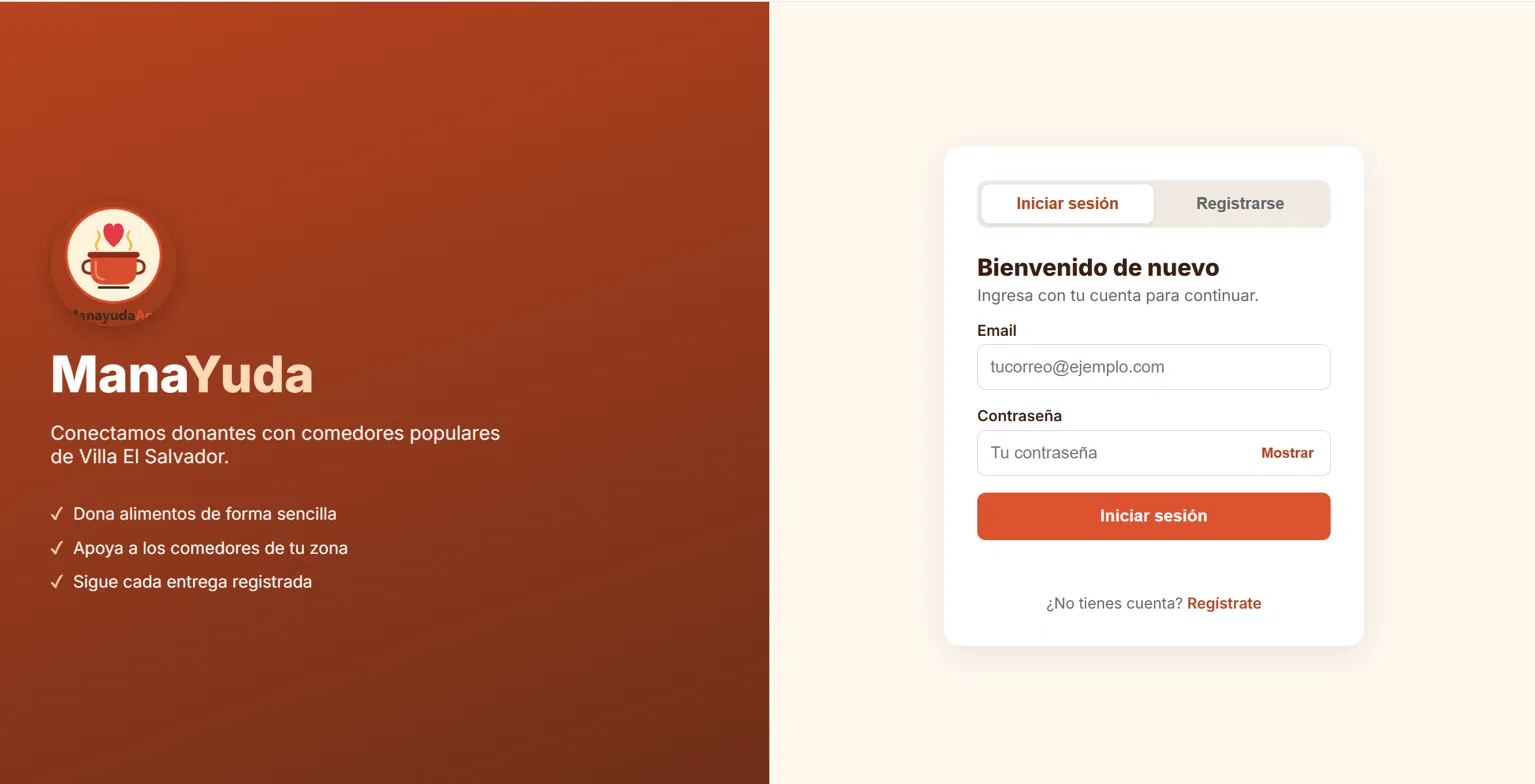 ManaYuda
Conectamos donantes con comedores populares
de Villa El Salvador.
✓ Dona alimentos de forma sencilla
✓ Apoya a los comedores de tu zona
✓ Sigue cada entrega registrada
Iniciar sesión
Registrarse
Bienvenido de nuevo
Ingresa con tu cuenta para continuar.
Email
tucorreo@ejemplo.com
Contraseña
Tu contraseña
Mostrar
Iniciar sesión
¿No tienes cuenta? Regístrate